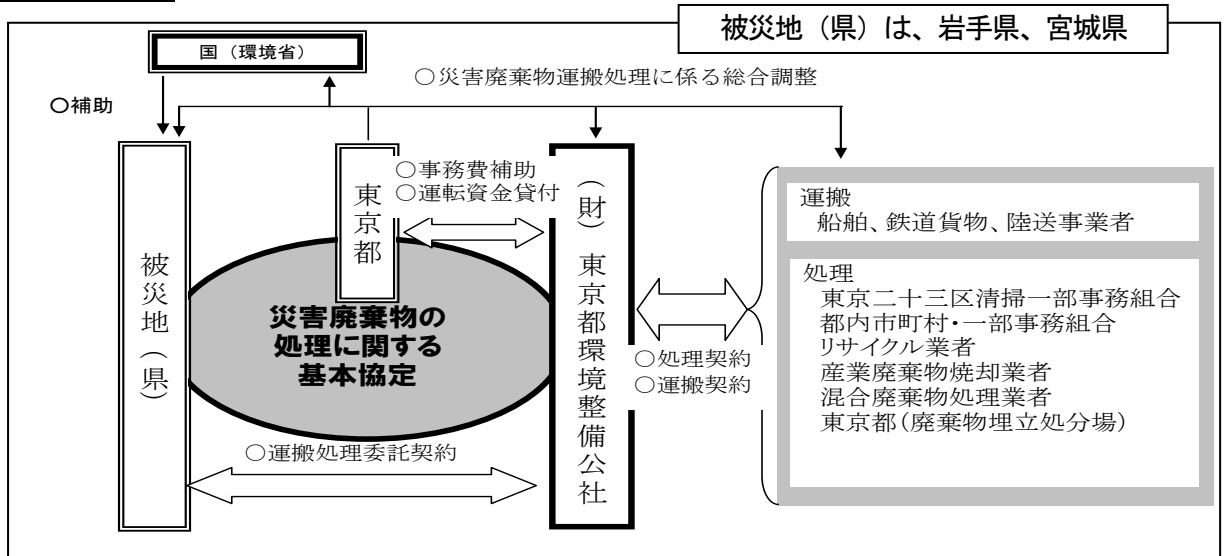 被災地（県）は、岩手県、宮城県
国（環境省）
○災害廃棄物運搬処理に係る総合調整
○補助
被災地（県）
東京都
○事務費補助
○運転資金貸付
（財）東京都環境整備公社
災害廃棄物の
処理に関する
基本協定
○運搬処理委託契約
○処理契約
○運搬契約
運搬
船舶、鉄道貨物、陸送事業者
処理
東京二十三区清掃一部事務組合
都内市町村・一部事務組合
リサイクル業者
産業廃棄物焼却業者
混合廃棄物処理業者
東京都（廃棄物埋立処分場）